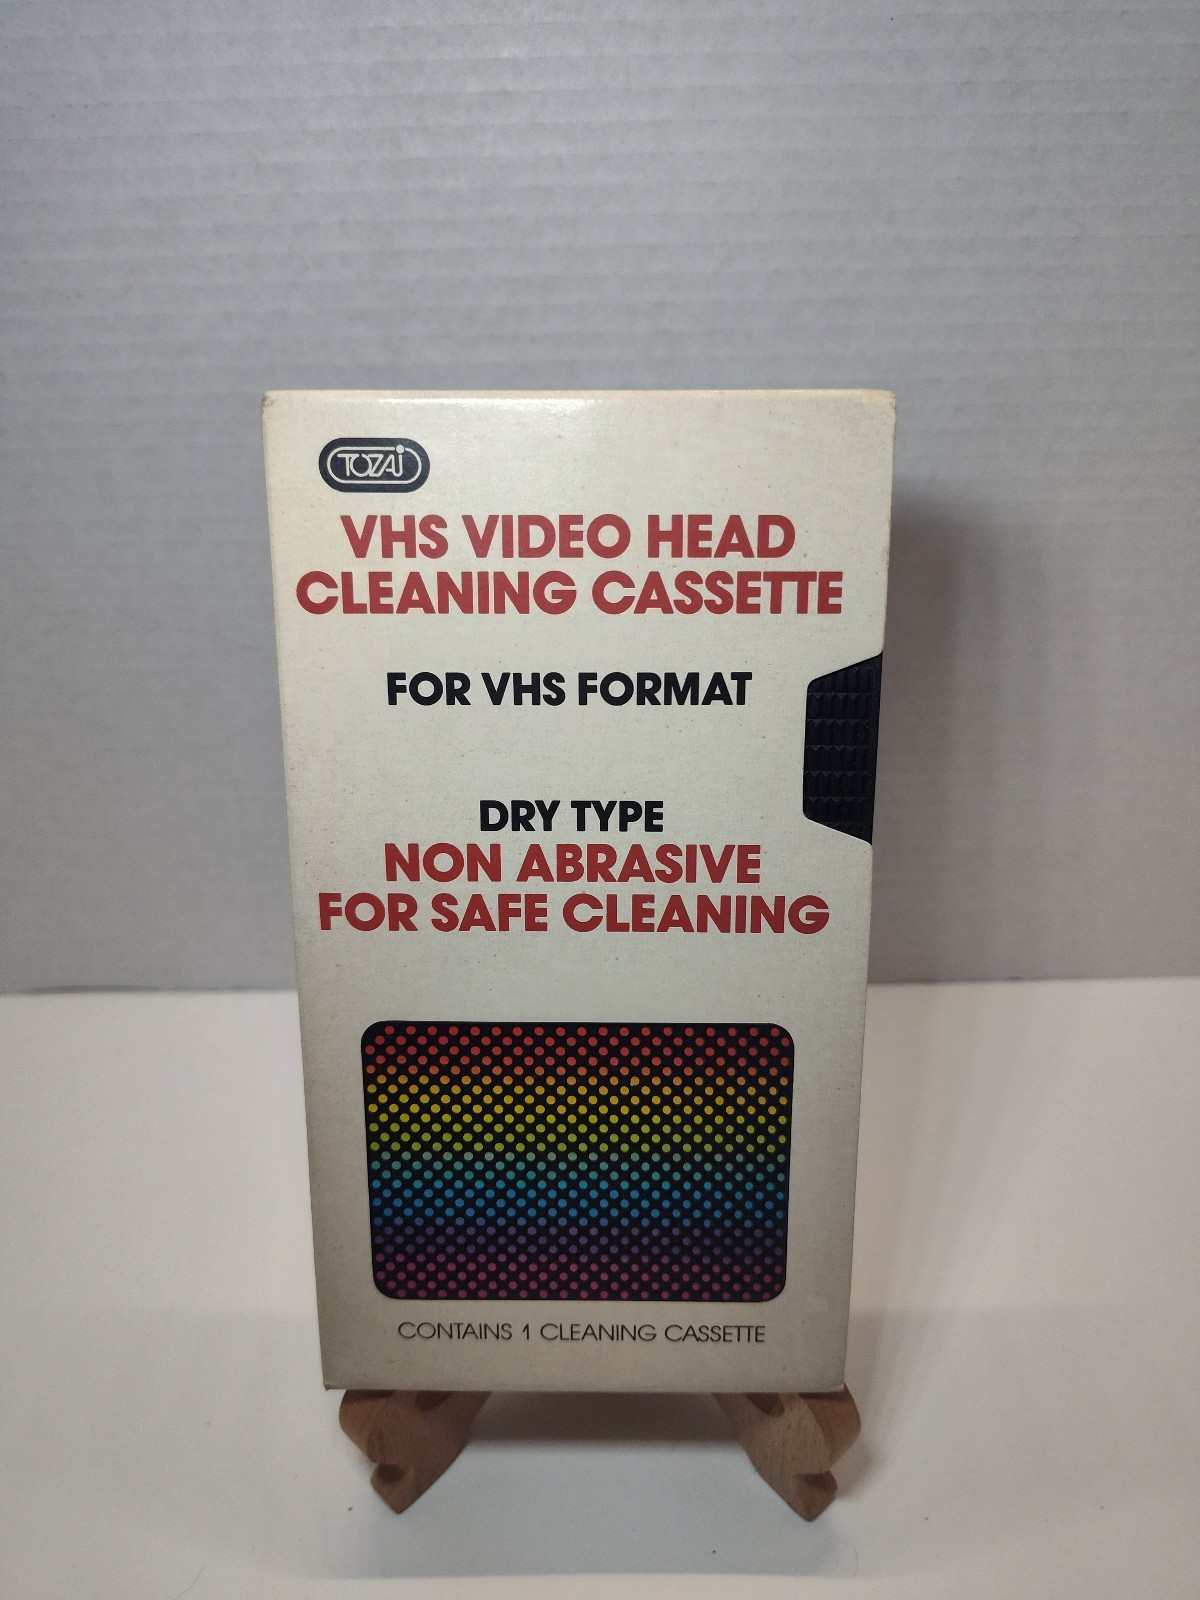 TOZAI
VHS VIDEO HEAD
CLEANING CASSETTE
FOR VHS FORMAT
DRY TYPE
NON ABRASIVE
FOR SAFE CLEANING
CONTAINS 1 CLEANING CASSETTE